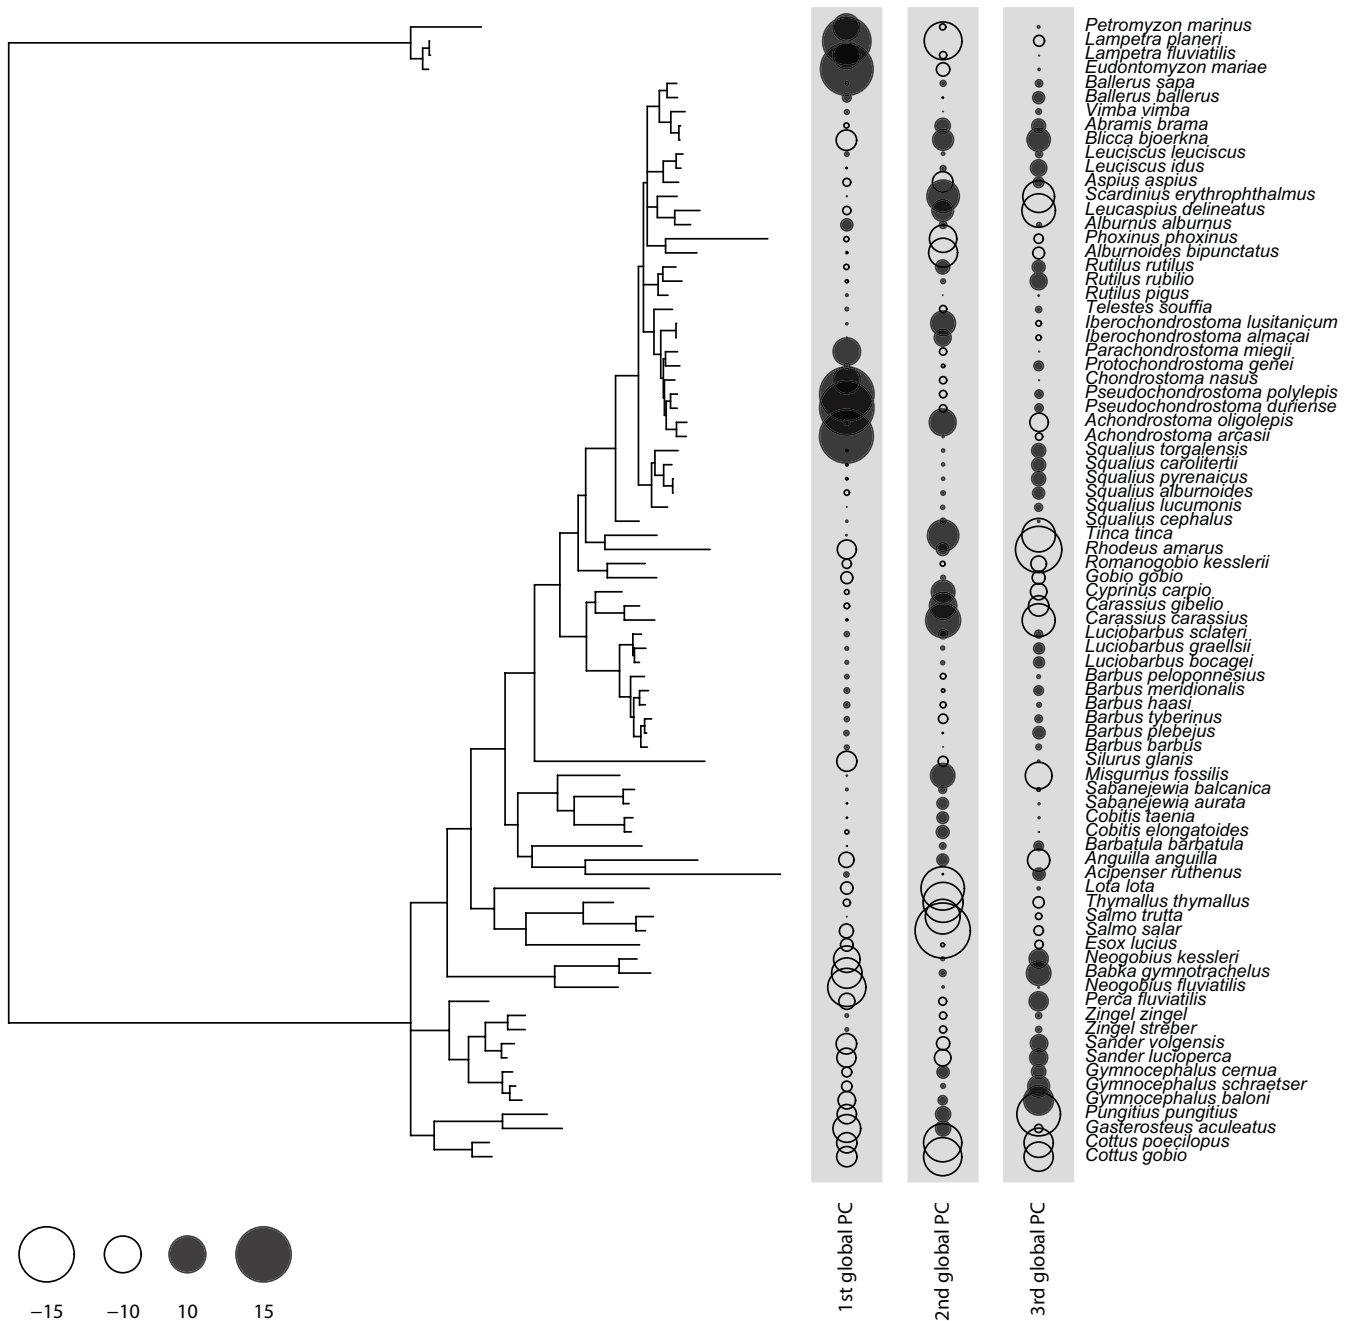 Petromyzon marinus
Lampetra planeri
Lampetra fluviatilis
Eudontomyzon mariae
Ballerus sapa
Ballerus ballerus
Vimba vimba
Abramis brama
Blicca bjoerkna
Leuciscus leuciscus
Leuciscus idus
Aspius aspius
Scardinius erythrophthalmus
Leucaspius delineatus
Alburnus alburnus
Phoxinus phoxinus
Alburnoides bipunctatus
Rutilus rutilus
Rutilus rubilio
Rutilus pigus
Telestes souffia
Iberochondrostoma lusitanicum
Iberochondrostoma almacai
Parachondrostoma miegii
Protochondrostoma genei
Chondrostoma nasus
Pseudochondrostoma polylepis
Pseudochondrostoma duriense
Achondrostoma oligolepis
Achondrostoma arcasii
Squalius torgalensis
Squalius carolitertii
Squalius pyrenaicus
Squalius alburnoides
Squalius lucumonis
Squalius cephalus
Tinca tinca
Rhodeus amarus
Romanogobio kesslerii
Gobio gobio
Cyprinus carpio
Carassius gibelio
Carassius carassius
Luciobarbus sclateri
Luciobarbus graellsii
Luciobarbus bocagei
Barbus peloponnesius
Barbus meridionalis
Barbus haasi
Barbus tyberinus
Barbus plebejus
Barbus barbus
Silurus glanis
Misgurnus fossilis
Sabanejewia balcanica
Sabanejewia aurata
Cobitis taenia
Cobitis elongatoides
Barbatula barbatula
Anguilla anguilla
Acipenser ruthenus
Lota lota
Thymallus thymallus
Salmo trutta
Salmo salar
Esox lucius
Neogobius kessleri
Babka gymnotrachelus
Neogobius fluviatilis
Perca fluviatilis
Zingel zingel
Zingel streber
Sander volgensis
Sander lucioperca
Gymnocephalus cernua
Gymnocephalus schraetser
Gymnocephalus baloni
Pungitius pungitius
Gasterosteus aculeatus
Cottus poecilopus
Cottus gobio
1st global PC
2nd global PC
3rd global PC
−15 −10 10 15